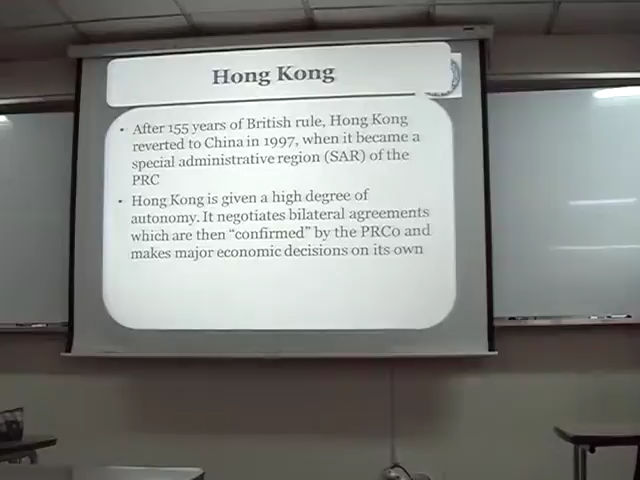 Hong Kong
• After 155 years of British rule, Hong Kong
reverted to China in 1997, when it became a
special administrative region (SAR) of the
PRC
• Hong Kong is given a high degree of
autonomy. It negotiates bilateral agreements
which are then “confirmed” by the PRCo and
makes major economic decisions on its own